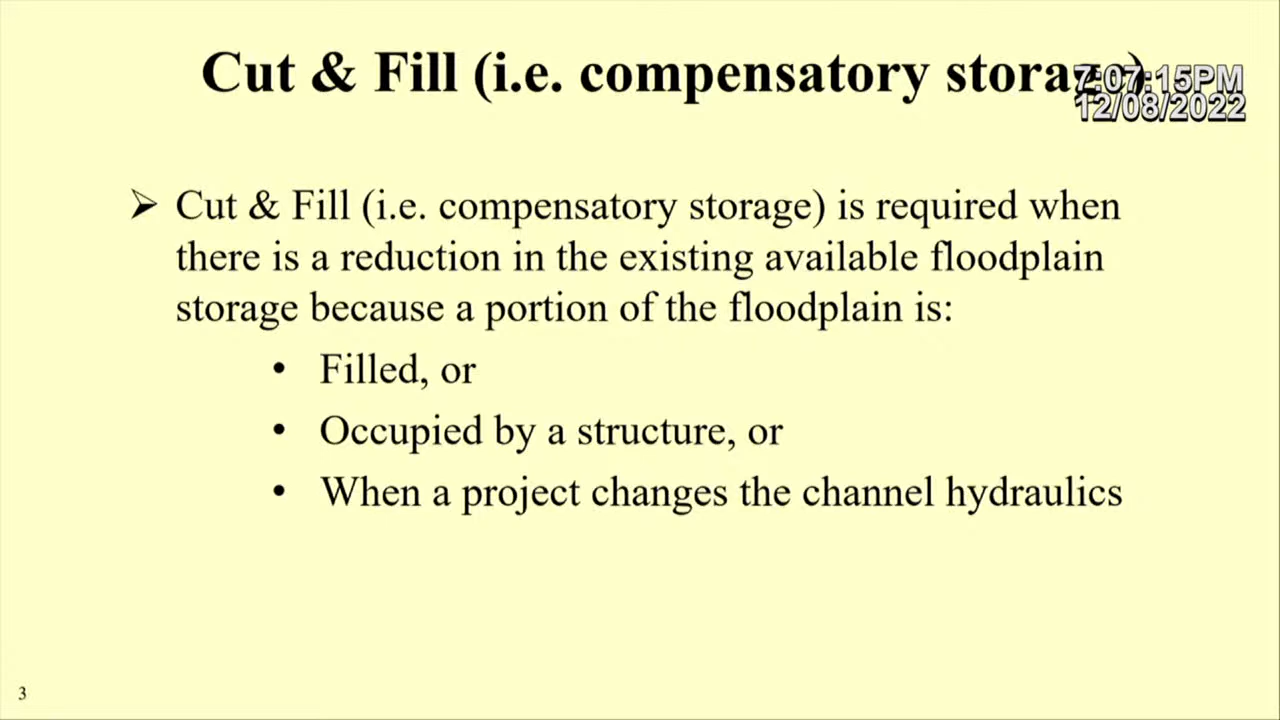 Cut & Fill (i.e. compensatory storage)
7:07:15PM
12/08/2022
➢ Cut & Fill (i.e. compensatory storage) is required when
there is a reduction in the existing available floodplain
storage because a portion of the floodplain is:
• Filled, or
• Occupied by a structure, or
• When a project changes the channel hydraulics
3